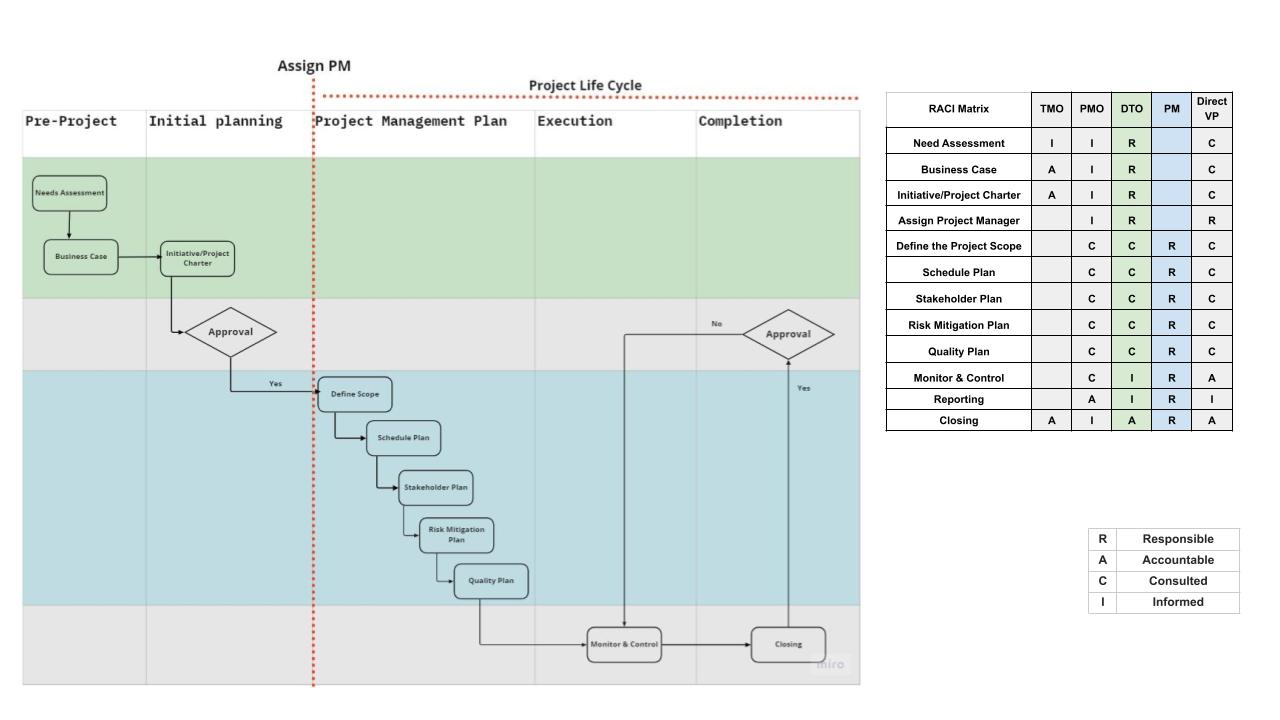 Assign PM
Project Life Cycle
Pre-Project
Initial planning
Project Management Plan
Execution
Completion
Needs Assessment
Business Case
Initiative/Project
Charter
Approval
Yes
Define Scope
Schedule Plan
Stakeholder Plan
Risk Mitigation
Plan
Quality Plan
Monitor & Control
Closing
No
Approval
Yes
miro
RACI Matrix TMO PMO DTO PM Direct
VP
Need Assessment I I R C
Business Case A I R C
Initiative/Project Charter A I R C
Assign Project Manager I R R
Define the Project Scope C C R C
Schedule Plan C C R C
Stakeholder Plan C C R C
Risk Mitigation Plan C C R C
Quality Plan C C R C
Monitor & Control C I R A
Reporting A I R I
Closing A I A R A
R Responsible
A Accountable
C Consulted
I Informed